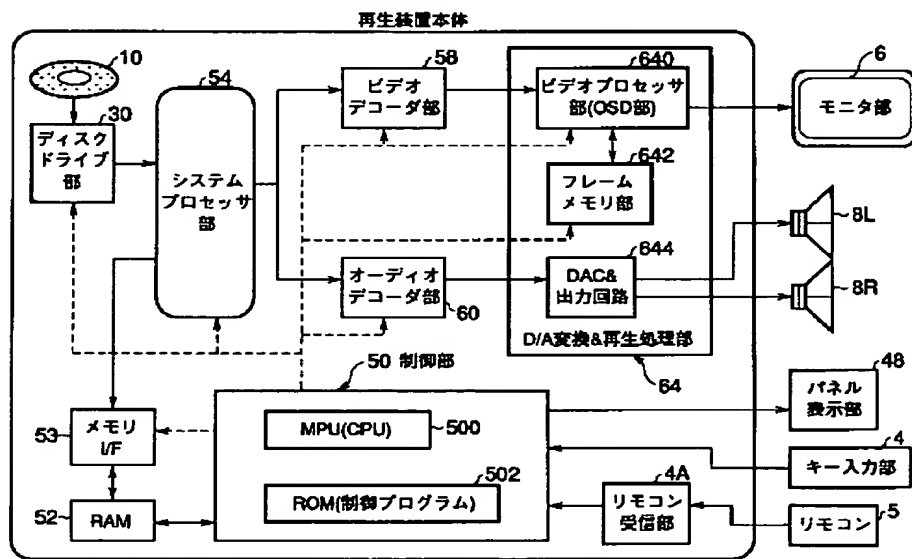 再生装置本体
10
30
ディスク
ドライブ
部
54
システム
プロセッサ
部
58
ビデオ
デコーダ部
640
ビデオプロセッサ
部(OSD部)
6
モニタ部
642
フレーム
メモリ部
8L
オーディオ
デコーダ部
60
644
DAC&
出力回路
8R
D/A変換&再生処理部
64
50 制御部
48
パネル
表示部
53
メモリ
I/F
MPU(CPU)
500
4
キー入力部
502
ROM(制御プログラム)
4A
リモコン
受信部
リモコン
5
52
RAM